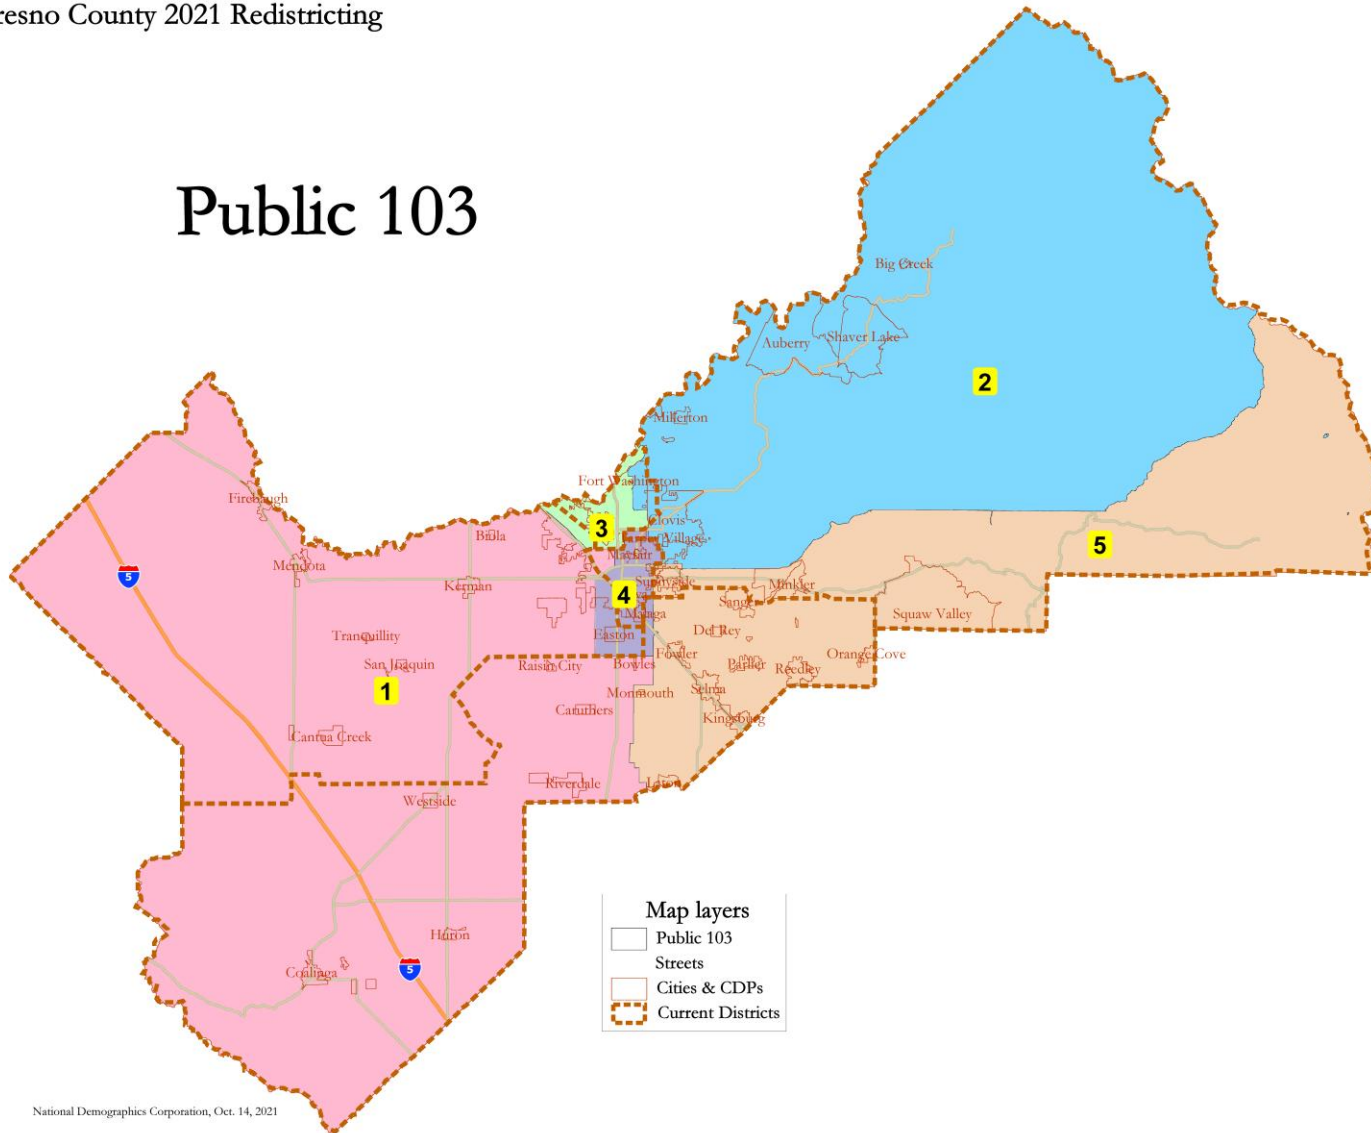 resno County 2021 Redistricting
Public 103
Big Creek
Auberry
Shaver Lake
2
Millerton
Fort Washington
Firebaugh
Biola
3
Clovis
Mayfair
5
5
Mendota
Kerman
4
Sunnyside
Minkler
Malaga
Sanger
Squaw Valley
Tranquillity
Easton
Del Rey
San Joaquin
Raisin City
Bowles
Fowler
Parlier
Reedley
Orange Cove
1
Monmouth
Selma
Caruthers
Kingsburg
Cantua Creek
Riverdale
Laton
Westside
Huron
Coalinga
5
Map layers
Public 103
Streets
Cities & CDPs
Current Districts
National Demographics Corporation, Oct. 14, 2021